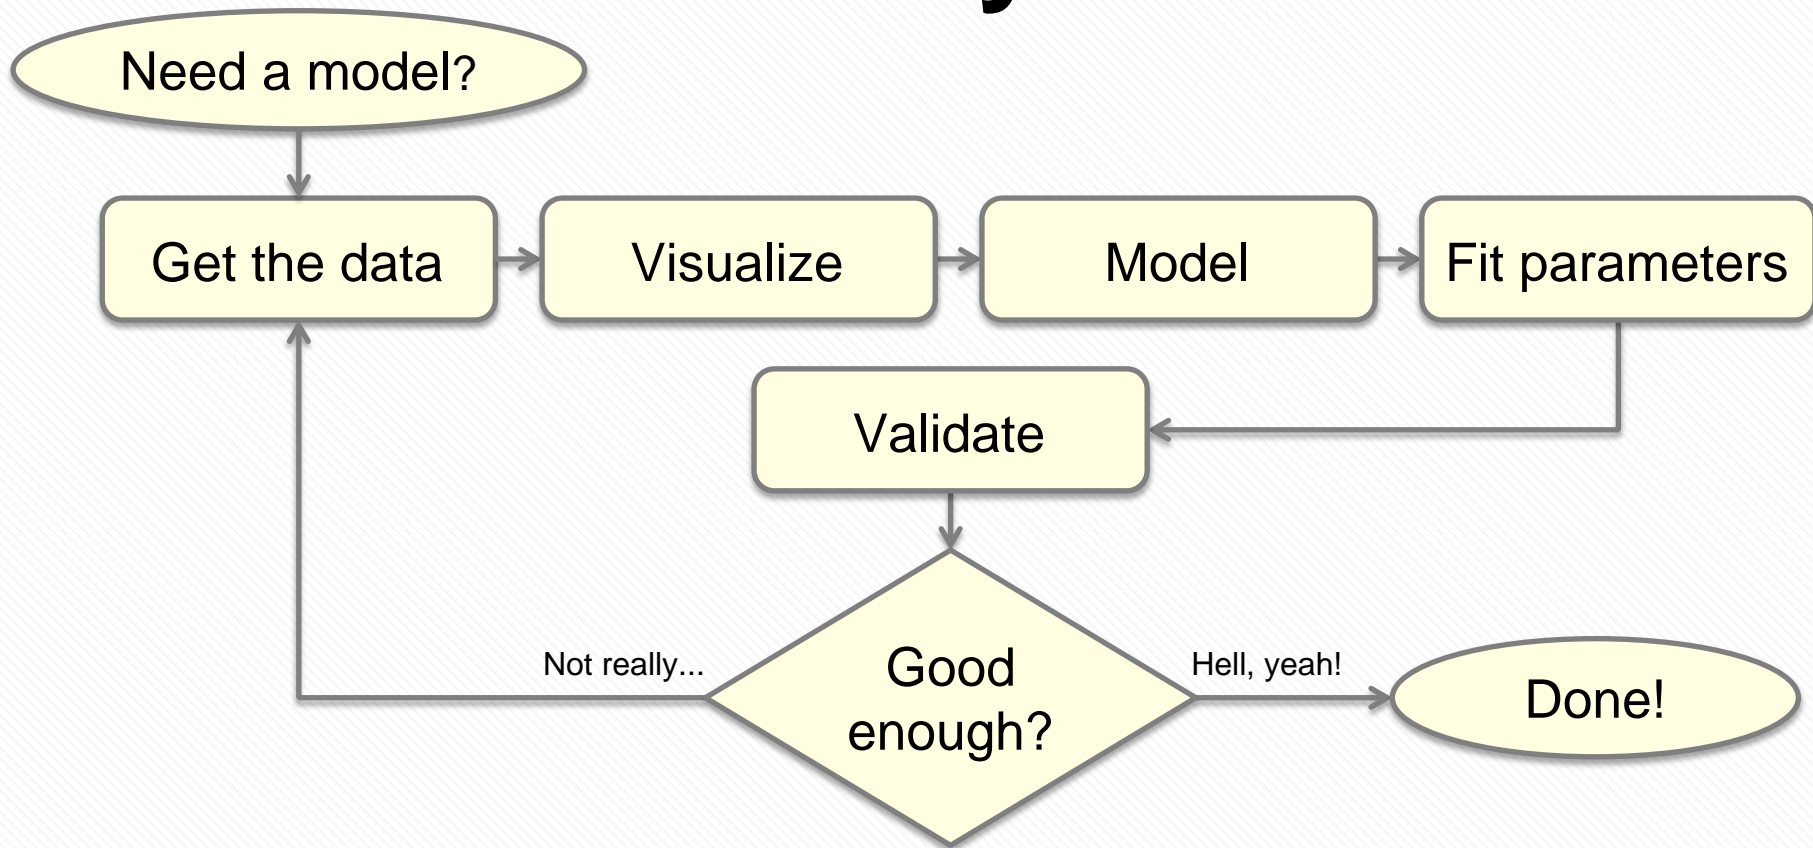 Need a model?
Get the data
Visualize
Model
Fit parameters
Validate
Good
enough?
Not really...
Hell, yeah!
Done!